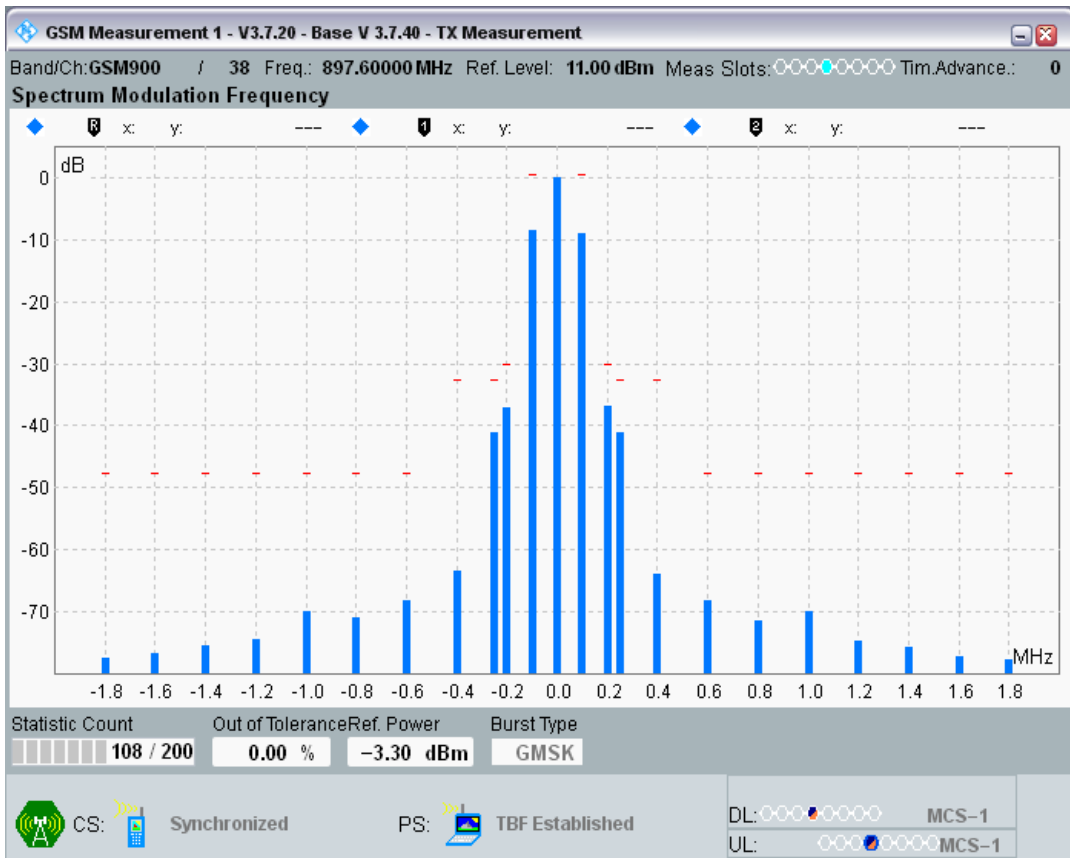 GSM Measurement 1 - V3.7.20 - Base V 3.7.40 - TX Measurement
Band/Ch:GSM900 / 38 Freq.: 897.60000 MHz Ref. Level: 11.00 dBm Meas Slots: Tim.Advance.: 0
Spectrum Modulation Frequency
R x: y: --- 1 x: y: --- 2 x: y: ---
dB
0
-10
-20
-30
-40
-50
-60
-70
MHz
-1.8 -1.6 -1.4 -1.2 -1.0 -0.8 -0.6 -0.4 -0.2 0.0 0.2 0.4 0.6 0.8 1.0 1.2 1.4 1.6 1.8
Statistic Count Out of Tolerance Ref. Power Burst Type
108 / 200 0.00 % −3.30 dBm GMSK
CS: Synchronized PS: TBF Established
DL: MCS−1
UL: MCS−1